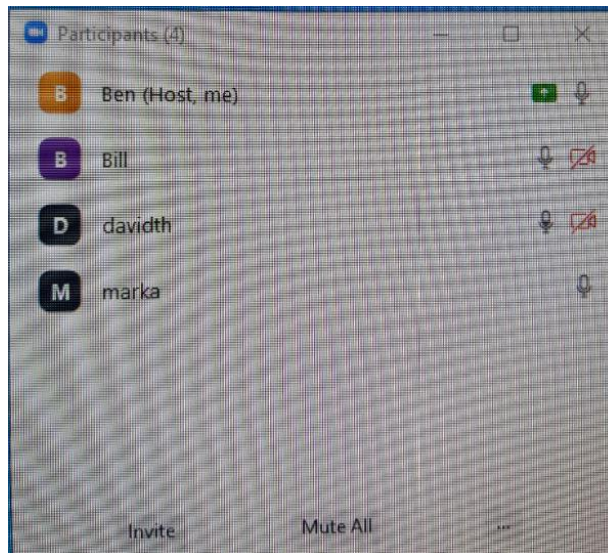 Participants (4)
B Ben (Host, me)
B Bill
D davidth
M marka
Invite Mute All ...